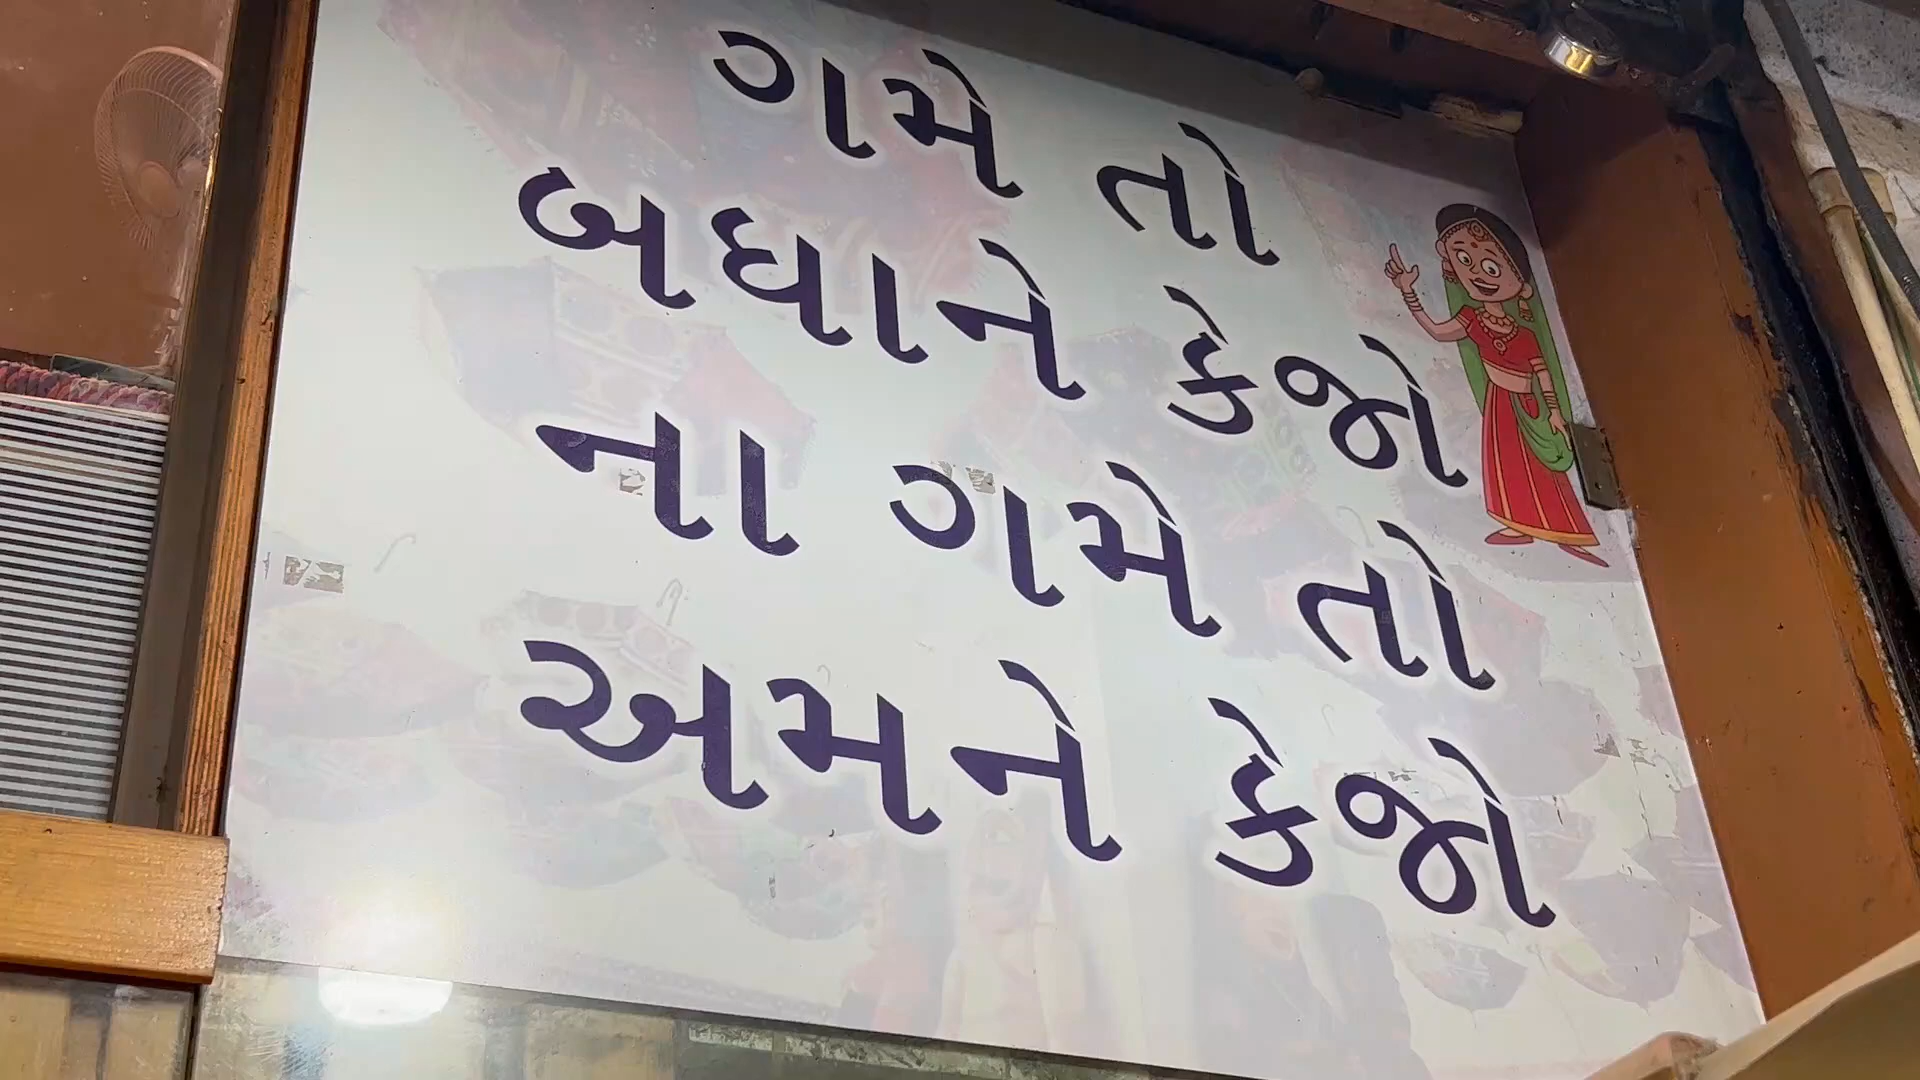 ગમે તો
બધાને કેજો
ના ગમે તો
અમને કેજો